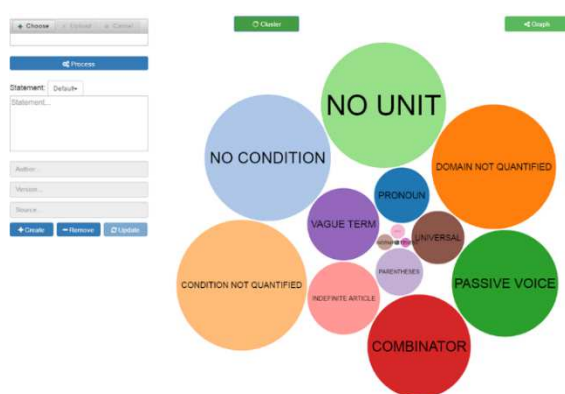 Choose Upload Cancel
Process
Statement: Default
Statement...
Author...
Version...
Source...
Create Remove Update
Cluster
Graph
NO UNIT
NO CONDITION
DOMAIN NOT QUANTIFIED
PRONOUN
VAGUE TERM
UNIVERSAL
PARENTHESES
CONDITION NOT QUANTIFIED
INDEFINITE ARTICLE
PASSIVE VOICE
COMBINATOR